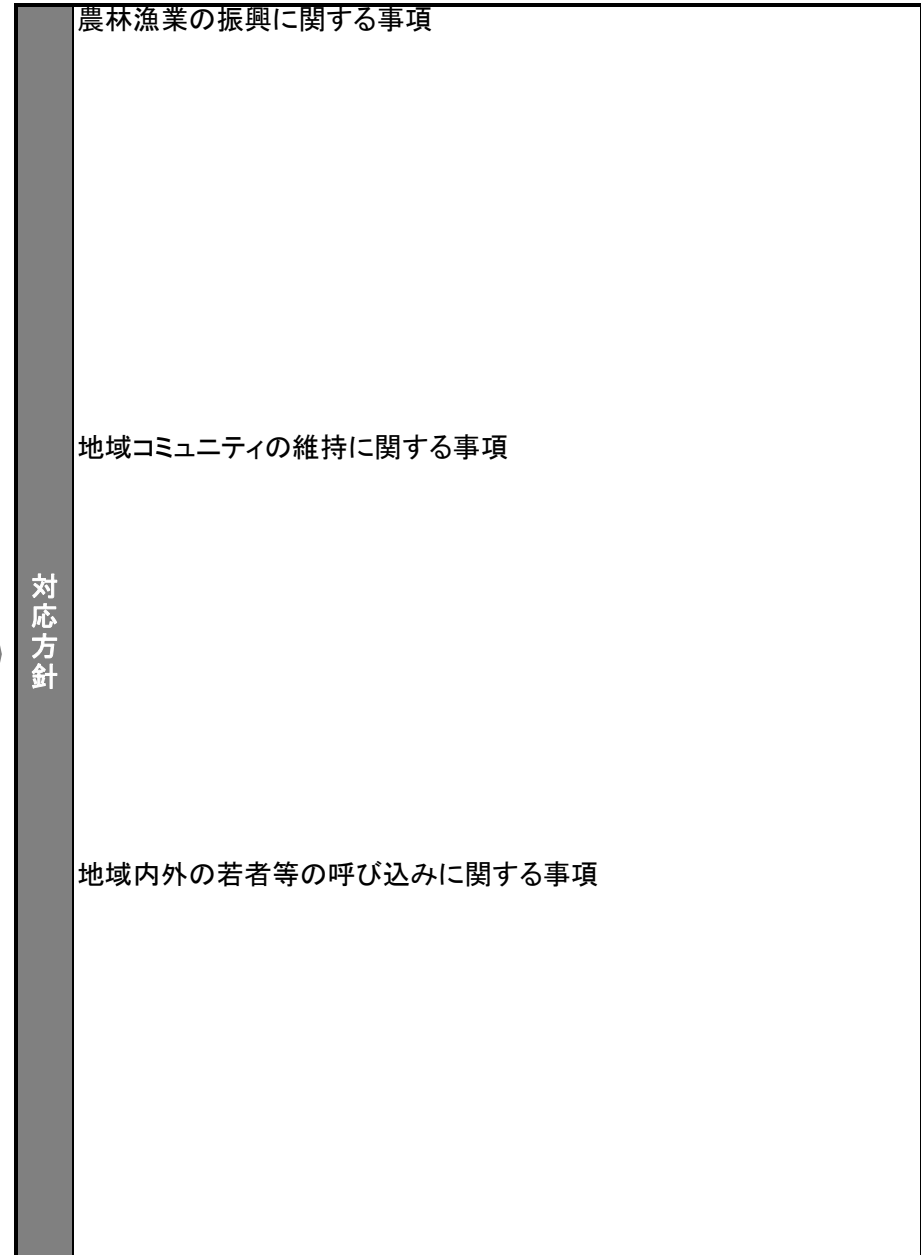 農林漁業の振興に関する事項
地域コミュニティの維持に関する事項
対応方針
地域内外の若者等の呼び込みに関する事項